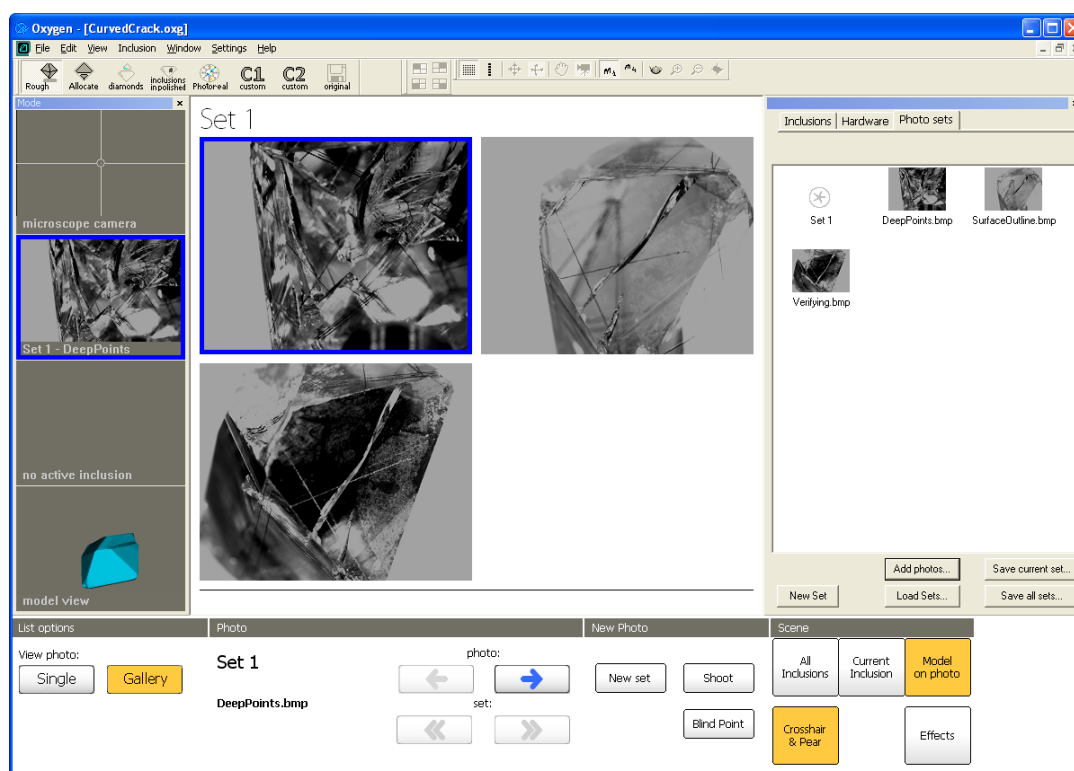 Oxygen - [CurvedCrack.oxg]
File Edit View Inclusion Window Settings Help
Rough
Allocate
diamonds
inclusions inpolished
Photoreal
C1 custom
C2 custom
original
Mode
microscope camera
Set 1 - DeepPoints
no active inclusion
model view
Set 1
Inclusions Hardware Photo sets
Set 1
DeepPoints.bmp
SurfaceOutline.bmp
Verifying.bmp
Add photos... Save current set...
New Set Load Sets... Save all sets...
List options
View photo:
Single Gallery
Photo
Set 1
DeepPoints.bmp
photo:
set:
New Photo
New set Shoot
Blind Point
Scene
All Inclusions
Current Inclusion
Model on photo
Crosshair & Pear
Effects